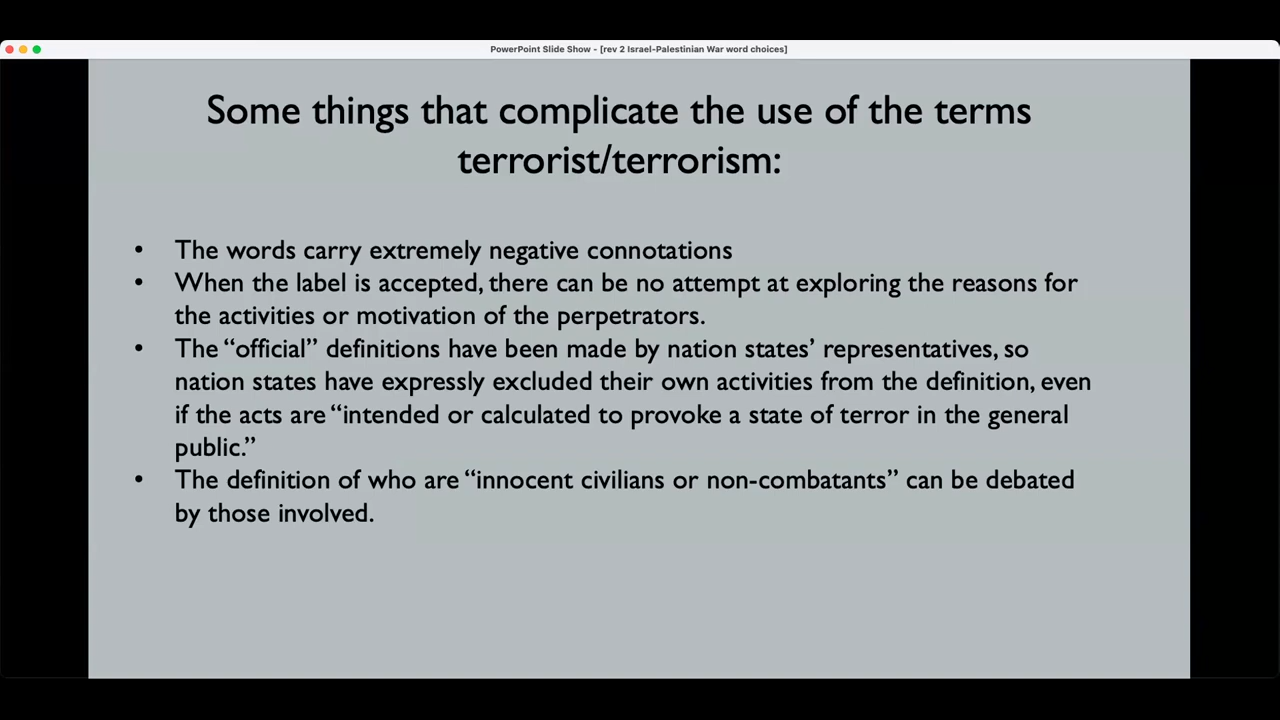 PowerPoint Slide Show - [rev 2 Israel-Palestinian War word choices]
Some things that complicate the use of the terms
terrorist/terrorism:
• The words carry extremely negative connotations
• When the label is accepted, there can be no attempt at exploring the reasons for
the activities or motivation of the perpetrators.
• The “official” definitions have been made by nation states’ representatives, so
nation states have expressly excluded their own activities from the definition, even
if the acts are “intended or calculated to provoke a state of terror in the general
public.”
• The definition of who are “innocent civilians or non-combatants” can be debated
by those involved.